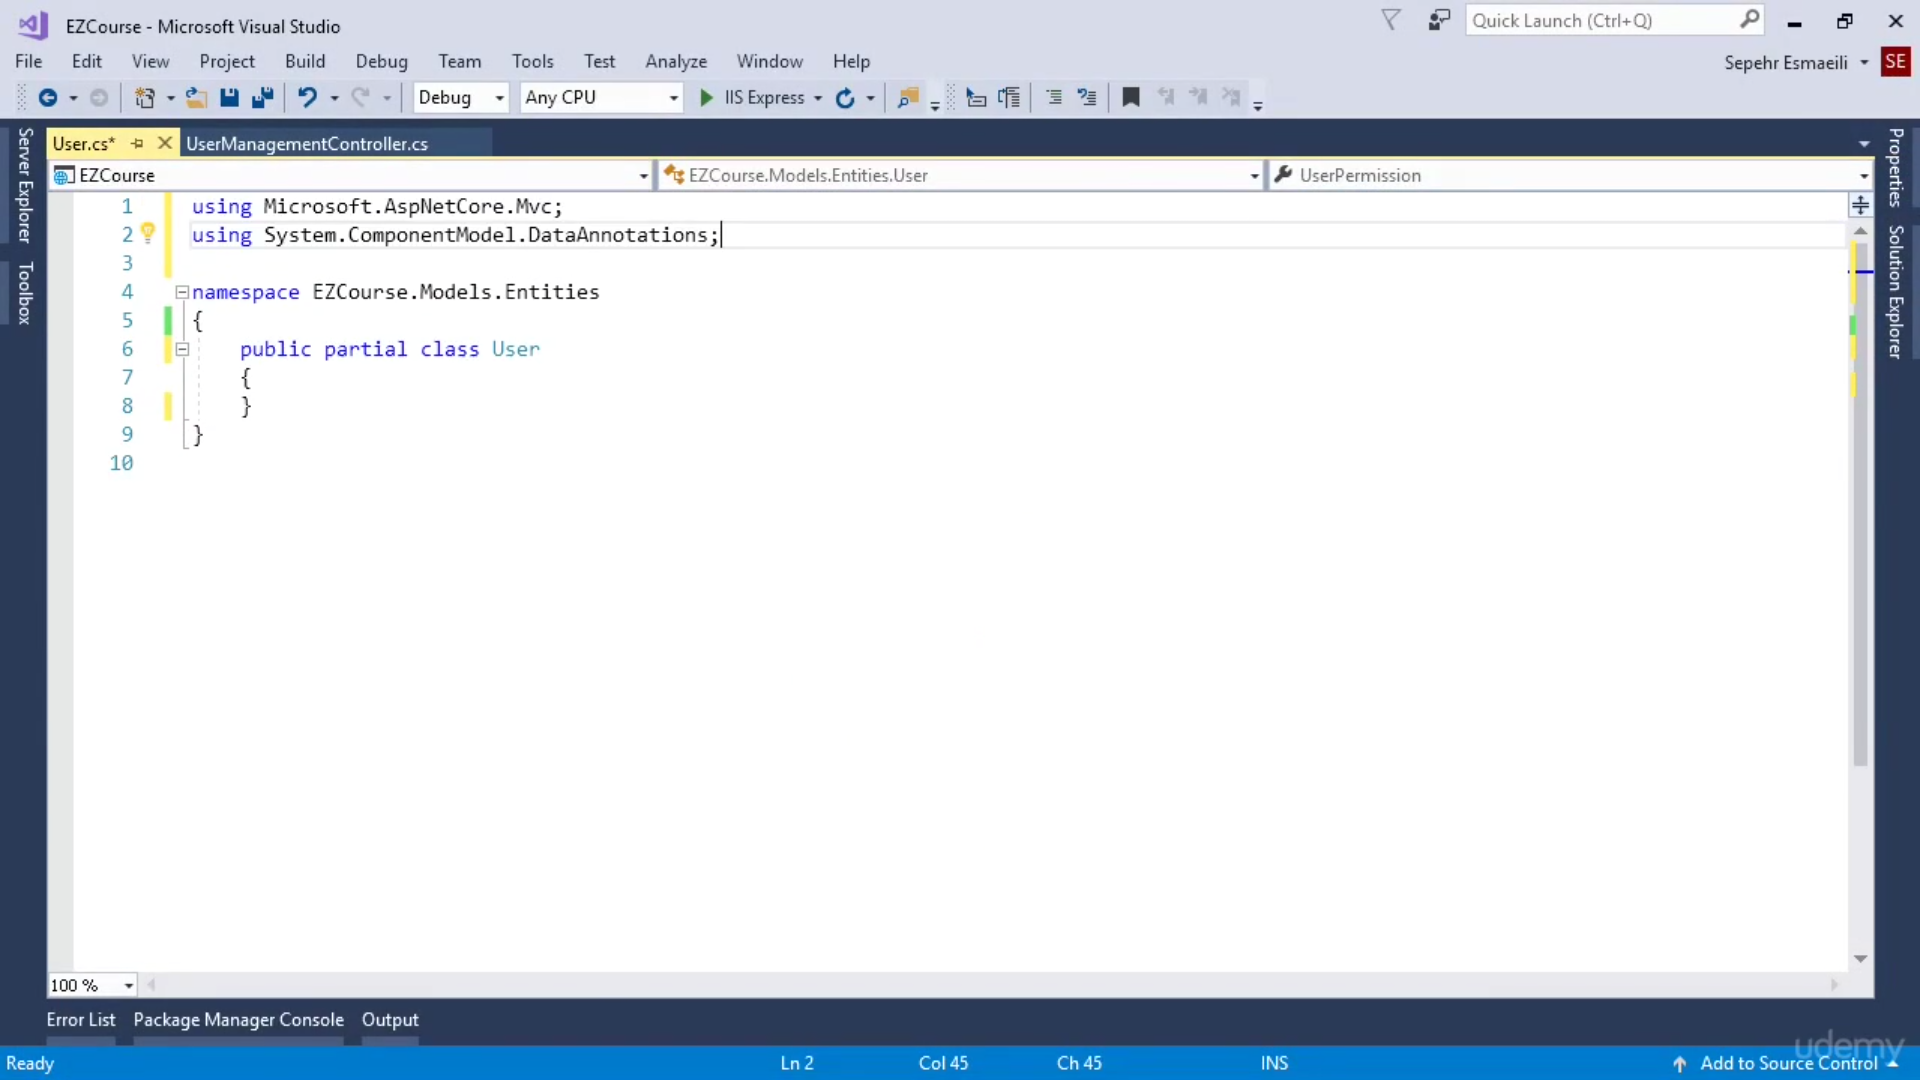 EZCourse - Microsoft Visual Studio
Quick Launch (Ctrl+Q)
File Edit View Project Build Debug Team Tools Test Analyze Window Help
Sepehr Esmaeili SE
Debug Any CPU IIS Express
Server Explorer
Toolbox
User.cs* UserManagementController.cs
EZCourse EZCourse.Models.Entities.User UserPermission
1 using Microsoft.AspNetCore.Mvc;
2 using System.ComponentModel.DataAnnotations;
3
4 namespace EZCourse.Models.Entities
5 {
6 public partial class User
7 {
8 }
9 }
10
Properties
Solution Explorer
100 %
Error List Package Manager Console Output
udemy
Ready Ln 2 Col 45 Ch 45 INS Add to Source Control